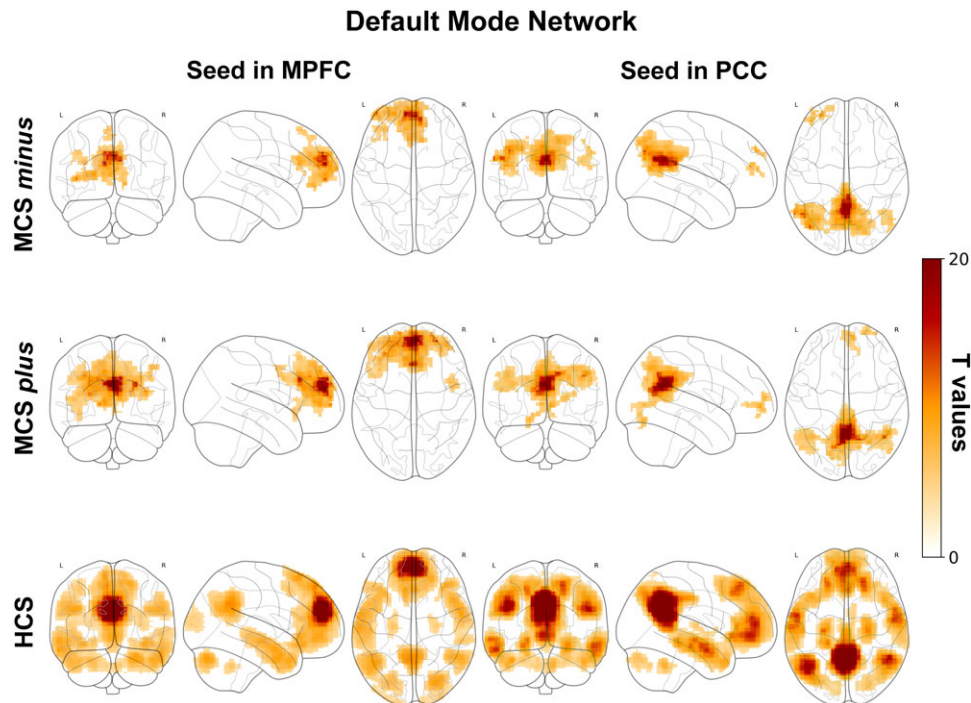 Default Mode Network
Seed in MPFC
Seed in PCC
MCS minus
L R
L R
L R
L R
MCS plus
L R
L R
L R
L R
HCS
L R
L R
L R
L R
20
T values
0